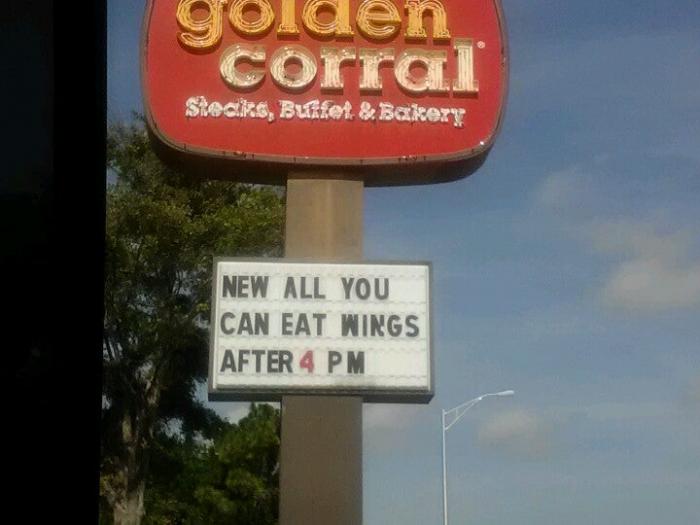 golden
corral®
Steaks, Buffet & Bakery
NEW ALL YOU
CAN EAT WINGS
AFTER 4 PM